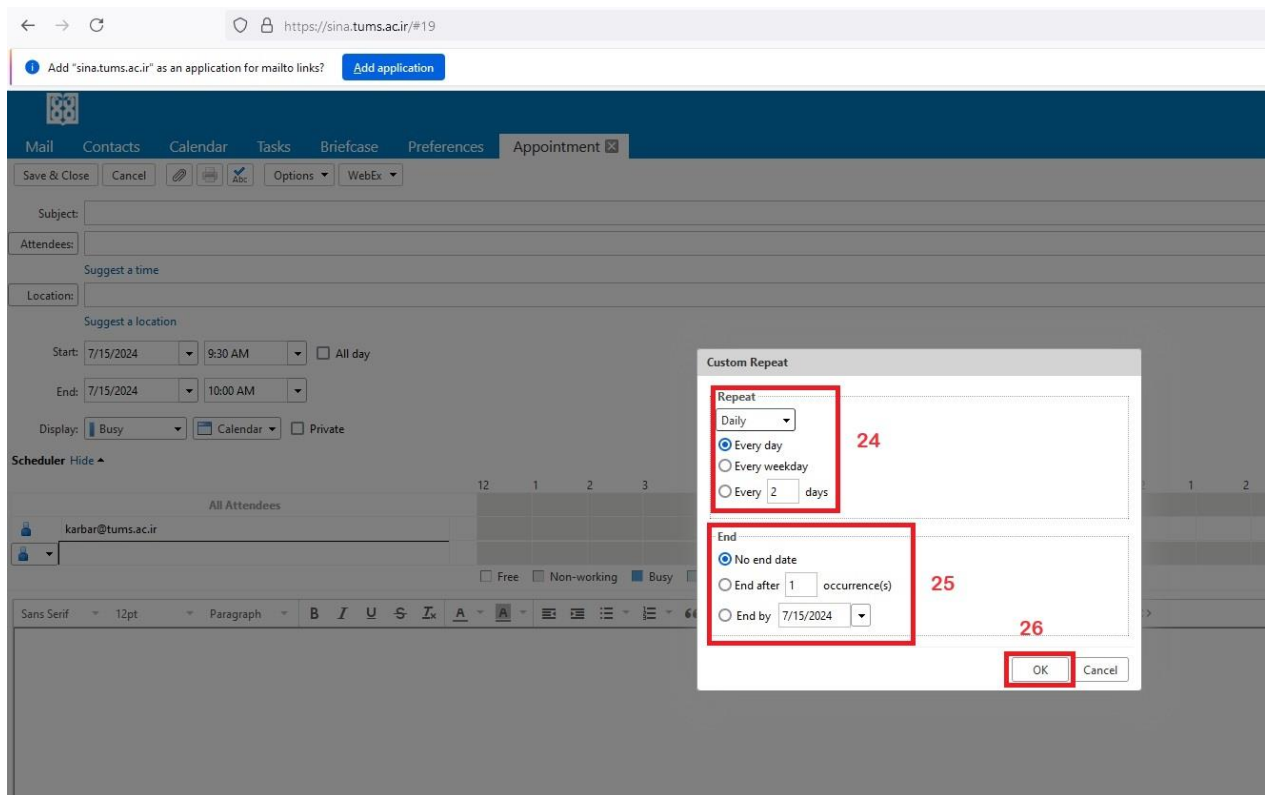 https://sina.tums.ac.ir/#19
Add "sina.tums.ac.ir" as an application for mailto links? Add application
Mail Contacts Calendar Tasks Briefcase Preferences Appointment
Save & Close Cancel Abc Options WebEx
Subject:
Attendees:
Suggest a time
Location:
Suggest a location
Start: 7/15/2024 9:30 AM All day
End: 7/15/2024 10:00 AM
Display: Busy Calendar Private
Scheduler Hide
12 1 2 3 1 2
All Attendees
karbar@tums.ac.ir
Free Non-working Busy
Sans Serif 12pt Paragraph B I U S Tx A A
Custom Repeat
Repeat
Daily
24
Every day
Every weekday
Every 2 days
End
No end date
End after 1 occurrence(s)
25
End by 7/15/2024
26
OK Cancel